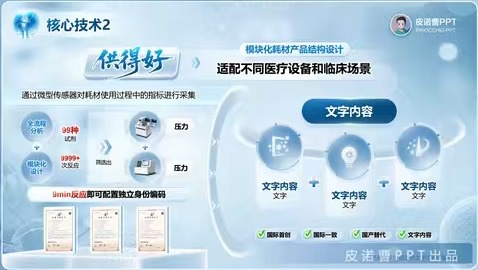 核心技术2
皮诺曹PPT
PINOCCHIO PPT
供得好
模块化耗材产品结构设计
适配不同医疗设备和临床场景
通过微型传感器对耗材使用过程中的指标进行采集
全流程
分析
99种
试剂
模块化
设计
9999+
次反应
筛选出
压力
压力
9min反应即可配置独立身份编码
文字内容
文字内容
文字
文字内容
文字
文字内容
文字
国际首创
国际一致
国产替代
文字内容
皮诺曹PPT出品